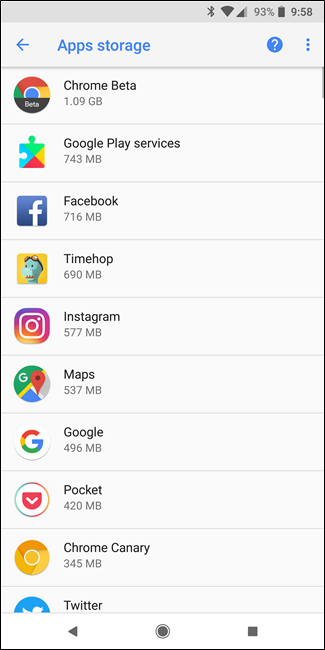 93% 9:58
Apps storage
Chrome Beta
1.09 GB
Beta
Google Play services
743 MB
Facebook
716 MB
Timehop
690 MB
Instagram
577 MB
Maps
537 MB
Google
496 MB
Pocket
420 MB
Chrome Canary
345 MB
Twitter